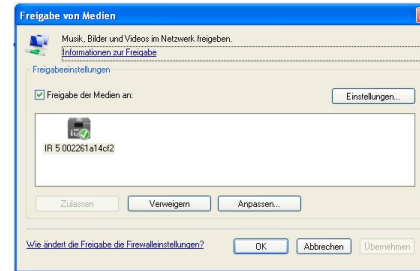 Freigabe von Medien
Musik, Bilder und Videos im Netzwerk freigeben.
Informationen zur Freigabe
Freigabeeinstellungen
Freigabe der Medien an:
Einstellungen...
IR 5 002261a14cf2
Zulassen
Verweigern
Anpassen...
Wie ändert die Freigabe die Firewalleinstellungen?
OK
Abbrechen
Übernehmen